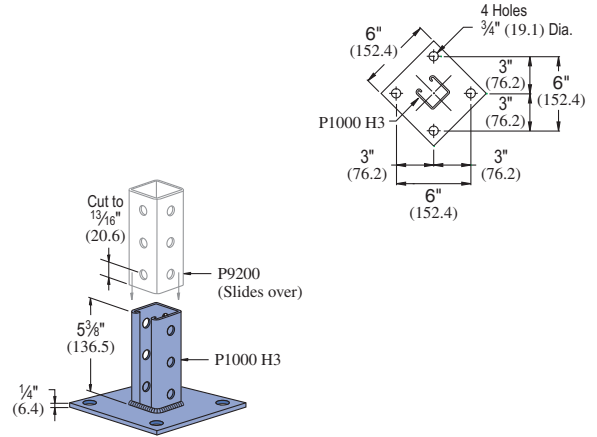 4 Holes
¾" (19.1) Dia.
6"
(152.4)
3"
(76.2)
6"
(152.4)
3"
(76.2)
P1000 H3
3"
(76.2)
3"
(76.2)
6"
(152.4)
Cut to
13⁄16"
(20.6)
P9200
(Slides over)
5⅜"
(136.5)
P1000 H3
¼"
(6.4)